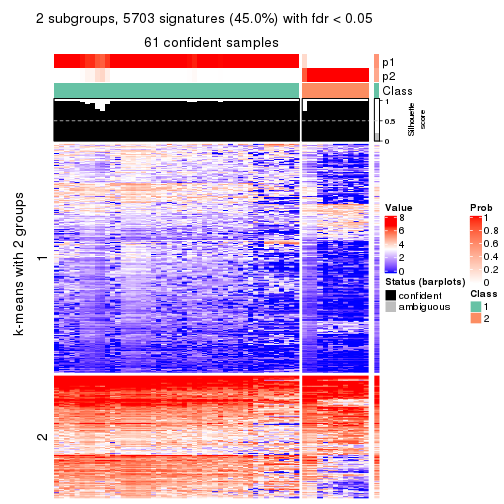 2 subgroups, 5703 signatures (45.0%) with fdr < 0.05
61 confident samples
p1
p2
Class
1
0.5
0
Silhouette
score
k-means with 2 groups
1
2
Value
8
6
4
2
0
Status (barplots)
confident
ambiguous
Prob
1
0.8
0.6
0.4
0.2
0
Class
1
2